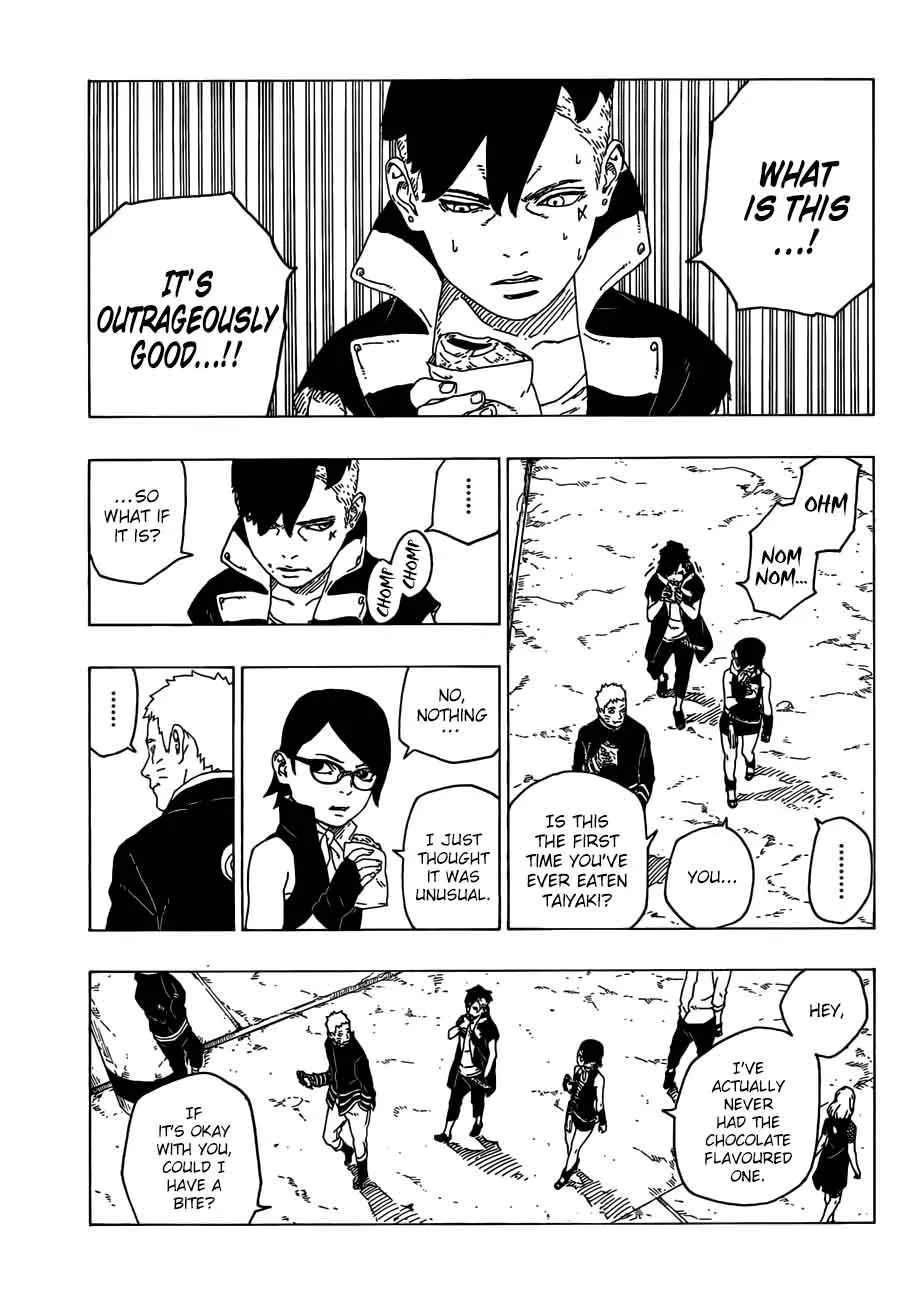 WHAT
IS THIS
...!
IT'S
OUTRAGEOUSLY
GOOD...!!
OHM
NOM
NOM...
........
YOU...
IS THIS
THE FIRST
TIME YOU'VE
EVER EATEN
TAIYAKI?
........
CHOMP
CHOMP
...SO
WHAT IF
IT IS?
NO,
NOTHING
...
I JUST
THOUGHT
IT WAS
UNUSUAL.
........
HEY,
I'VE
ACTUALLY
NEVER
HAD THE
CHOCOLATE
FLAVOURED
ONE.
IF
IT'S OKAY
WITH YOU,
COULD I
HAVE A
BITE?